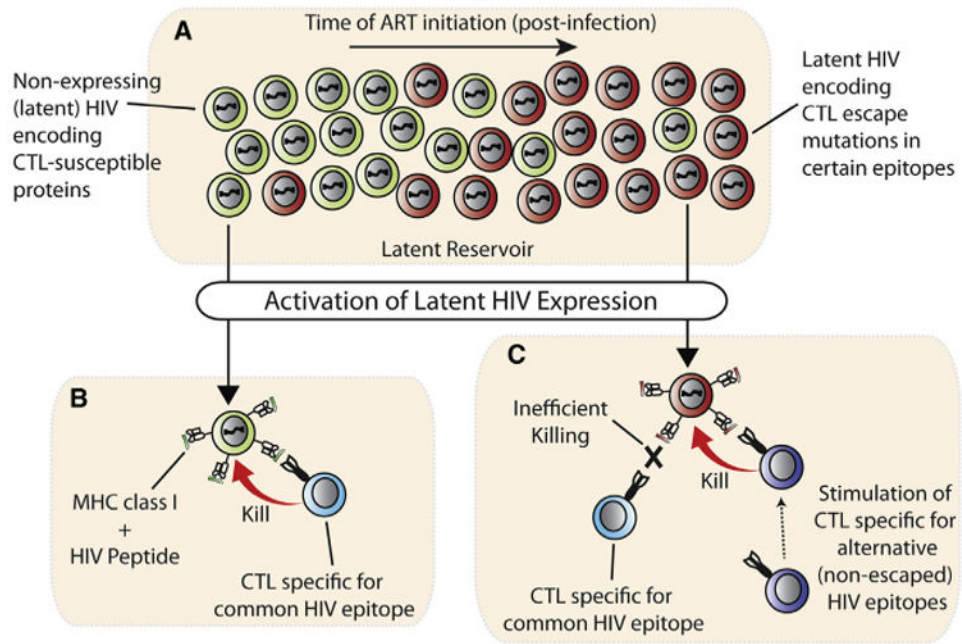 A
Time of ART initiation (post-infection)
Non-expressing
(latent) HIV
encoding
CTL-susceptible
proteins
Latent HIV
encoding
CTL escape
mutations in
certain epitopes
Latent Reservoir
Activation of Latent HIV Expression
B
MHC class I
+
HIV Peptide
Kill
CTL specific for
common HIV epitope
C
Inefficient
Killing
Kill
CTL specific for
common HIV epitope
Stimulation of
CTL specific for
alternative
(non-escaped)
HIV epitopes